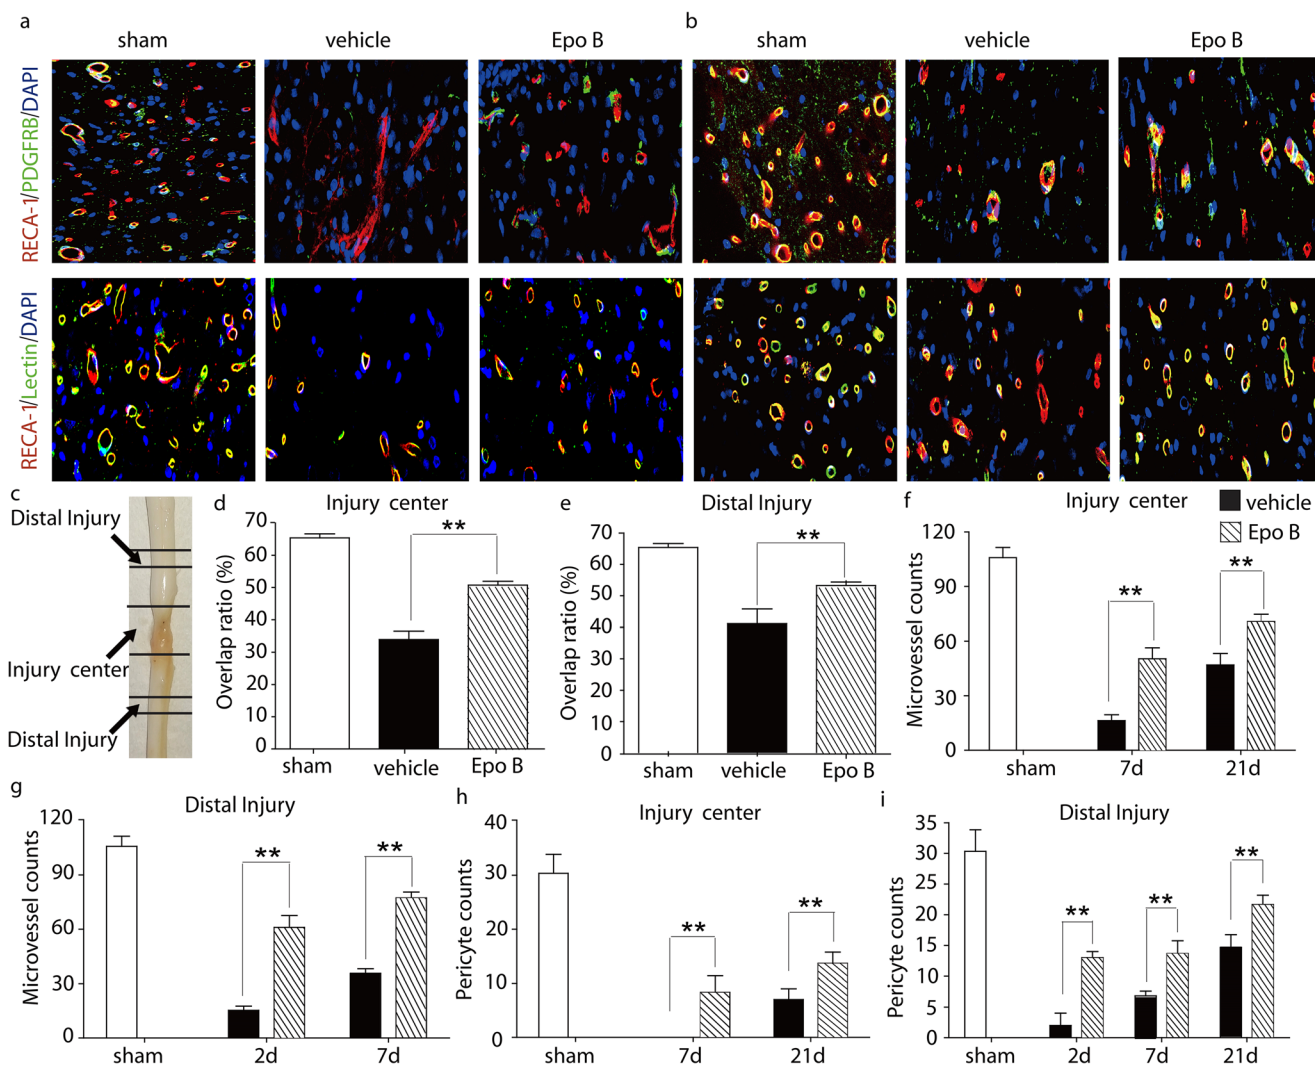 a
b
sham
vehicle
Epo B
sham
vehicle
Epo B
RECA-1/PDGFRB/DAPI
RECA-1/Lectin/DAPI
c
Distal Injury
Injury center
Distal Injury
d
Injury center
**
Overlap ratio (%)
70
60
50
40
30
20
10
0
sham
vehicle
Epo B
e
Distal Injury
**
Overlap ratio (%)
70
60
50
40
30
20
10
0
sham
vehicle
Epo B
f
Injury center
vehicle
Epo B
**
**
Microvessel counts
120
90
60
30
0
sham
7d
21d
g
Distal Injury
**
**
Microvessel counts
120
90
60
30
0
sham
2d
7d
h
Injury center
**
**
Pericyte counts
40
30
20
10
0
sham
7d
21d
i
Distal Injury
**
**
**
Pericyte counts
35
30
25
20
15
10
5
0
sham
2d
7d
21d